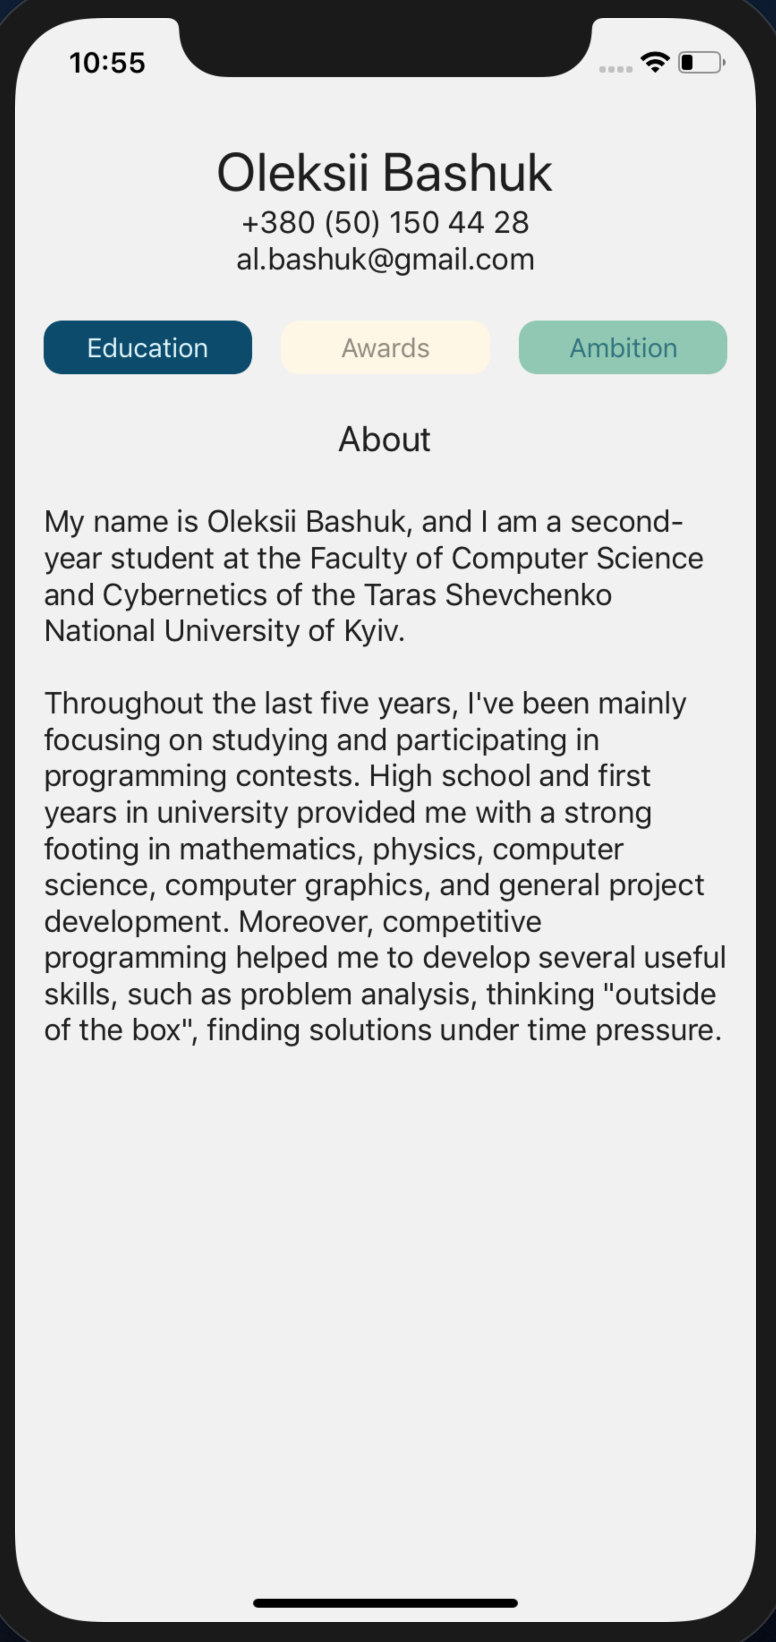 10:55
Oleksii Bashuk
+380 (50) 150 44 28
al.bashuk@gmail.com
Education
Awards
Ambition
About
My name is Oleksii Bashuk, and I am a second-
year student at the Faculty of Computer Science
and Cybernetics of the Taras Shevchenko
National University of Kyiv.
Throughout the last five years, I've been mainly
focusing on studying and participating in
programming contests. High school and first
years in university provided me with a strong
footing in mathematics, physics, computer
science, computer graphics, and general project
development. Moreover, competitive
programming helped me to develop several useful
skills, such as problem analysis, thinking "outside
of the box", finding solutions under time pressure.